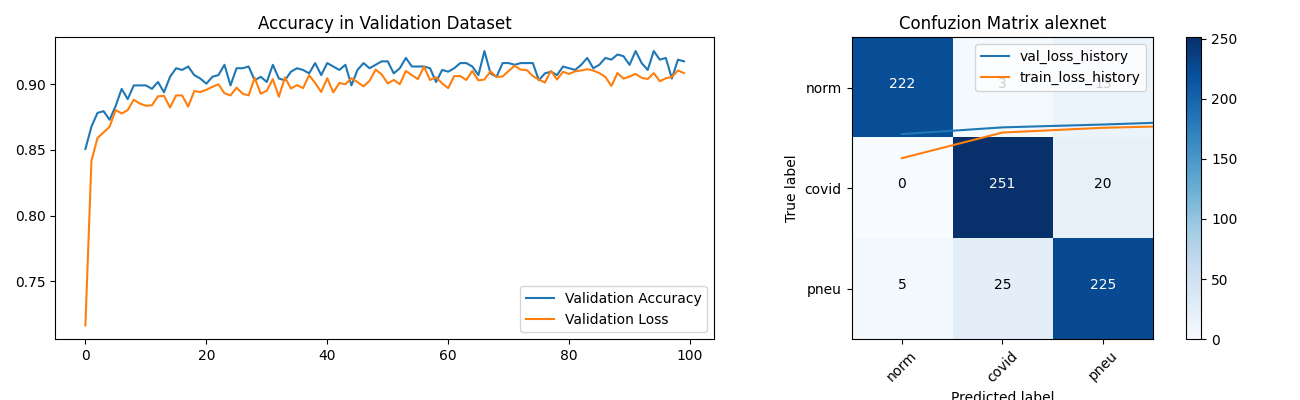 Accuracy in Validation Dataset
0.90
0.85
0.80
0.75
0 20 40 60 80 100
Validation Accuracy
Validation Loss
Confuzion Matrix alexnet
val_loss_history
train_loss_history
True label
norm 222 3 13
covid 0 251 20
pneu 5 25 225
norm covid pneu
Predicted label
250
200
150
100
50
0